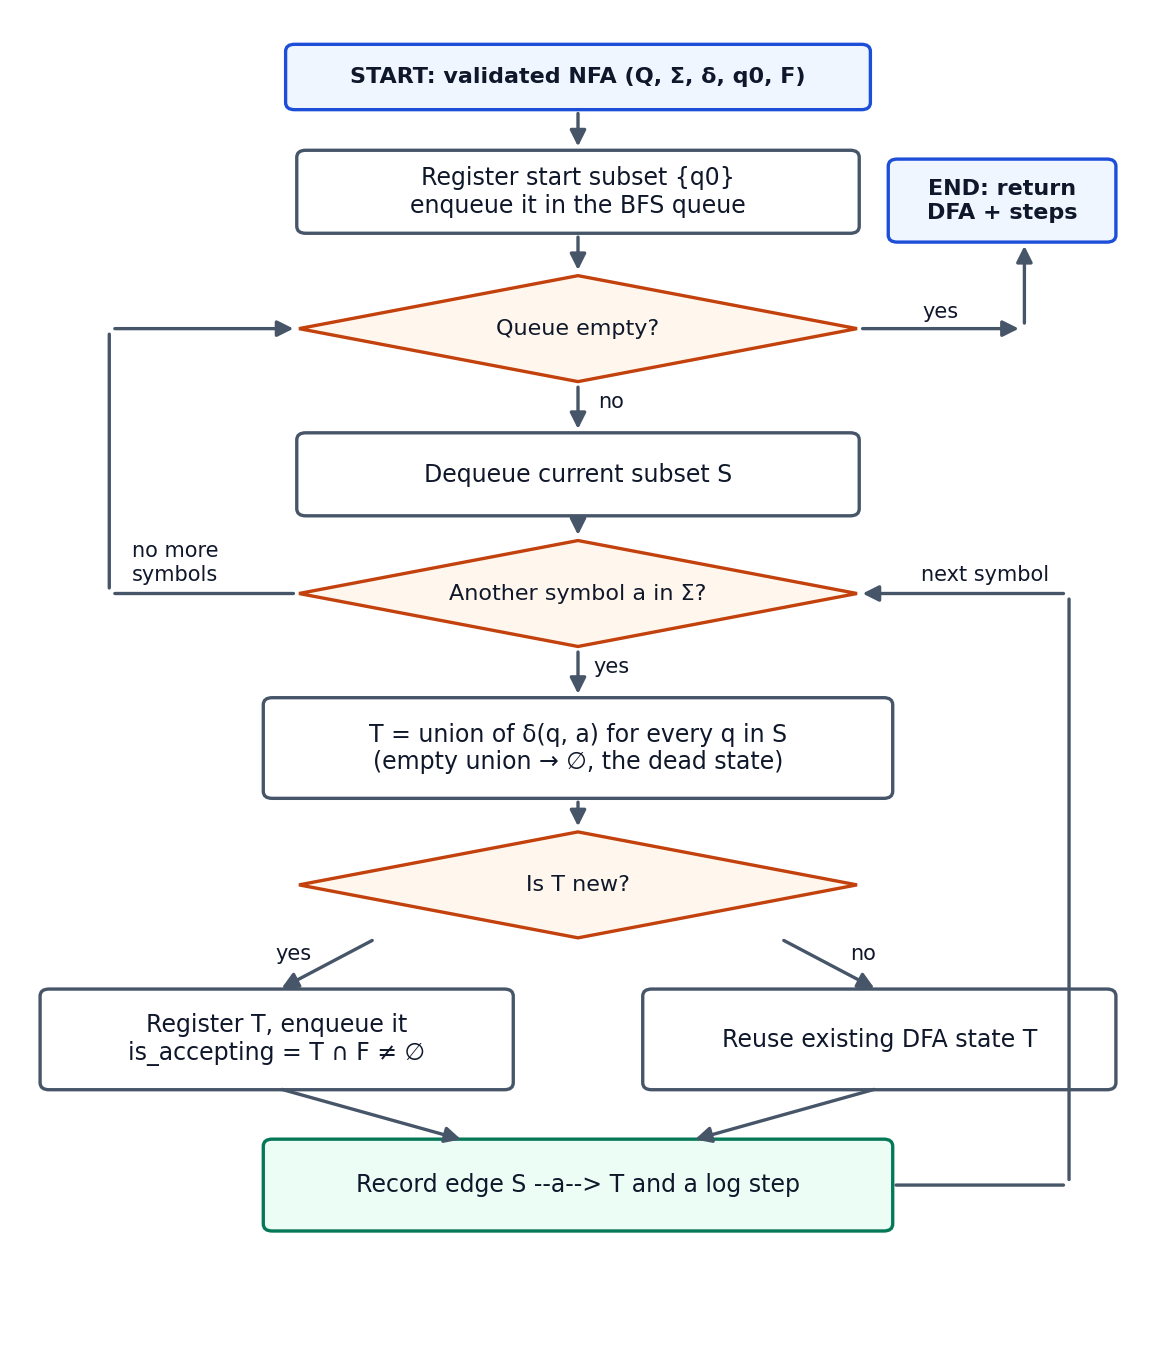 START: validated NFA (Q, Σ, δ, q0, F)
Register start subset {q0}
enqueue it in the BFS queue
END: return
DFA + steps
Queue empty?
yes
no
Dequeue current subset S
no more
symbols
Another symbol a in Σ?
next symbol
yes
T = union of δ(q, a) for every q in S
(empty union → ∅, the dead state)
Is T new?
yes
no
Register T, enqueue it
is_accepting = T ∩ F ≠ ∅
Reuse existing DFA state T
Record edge S --a--> T and a log step